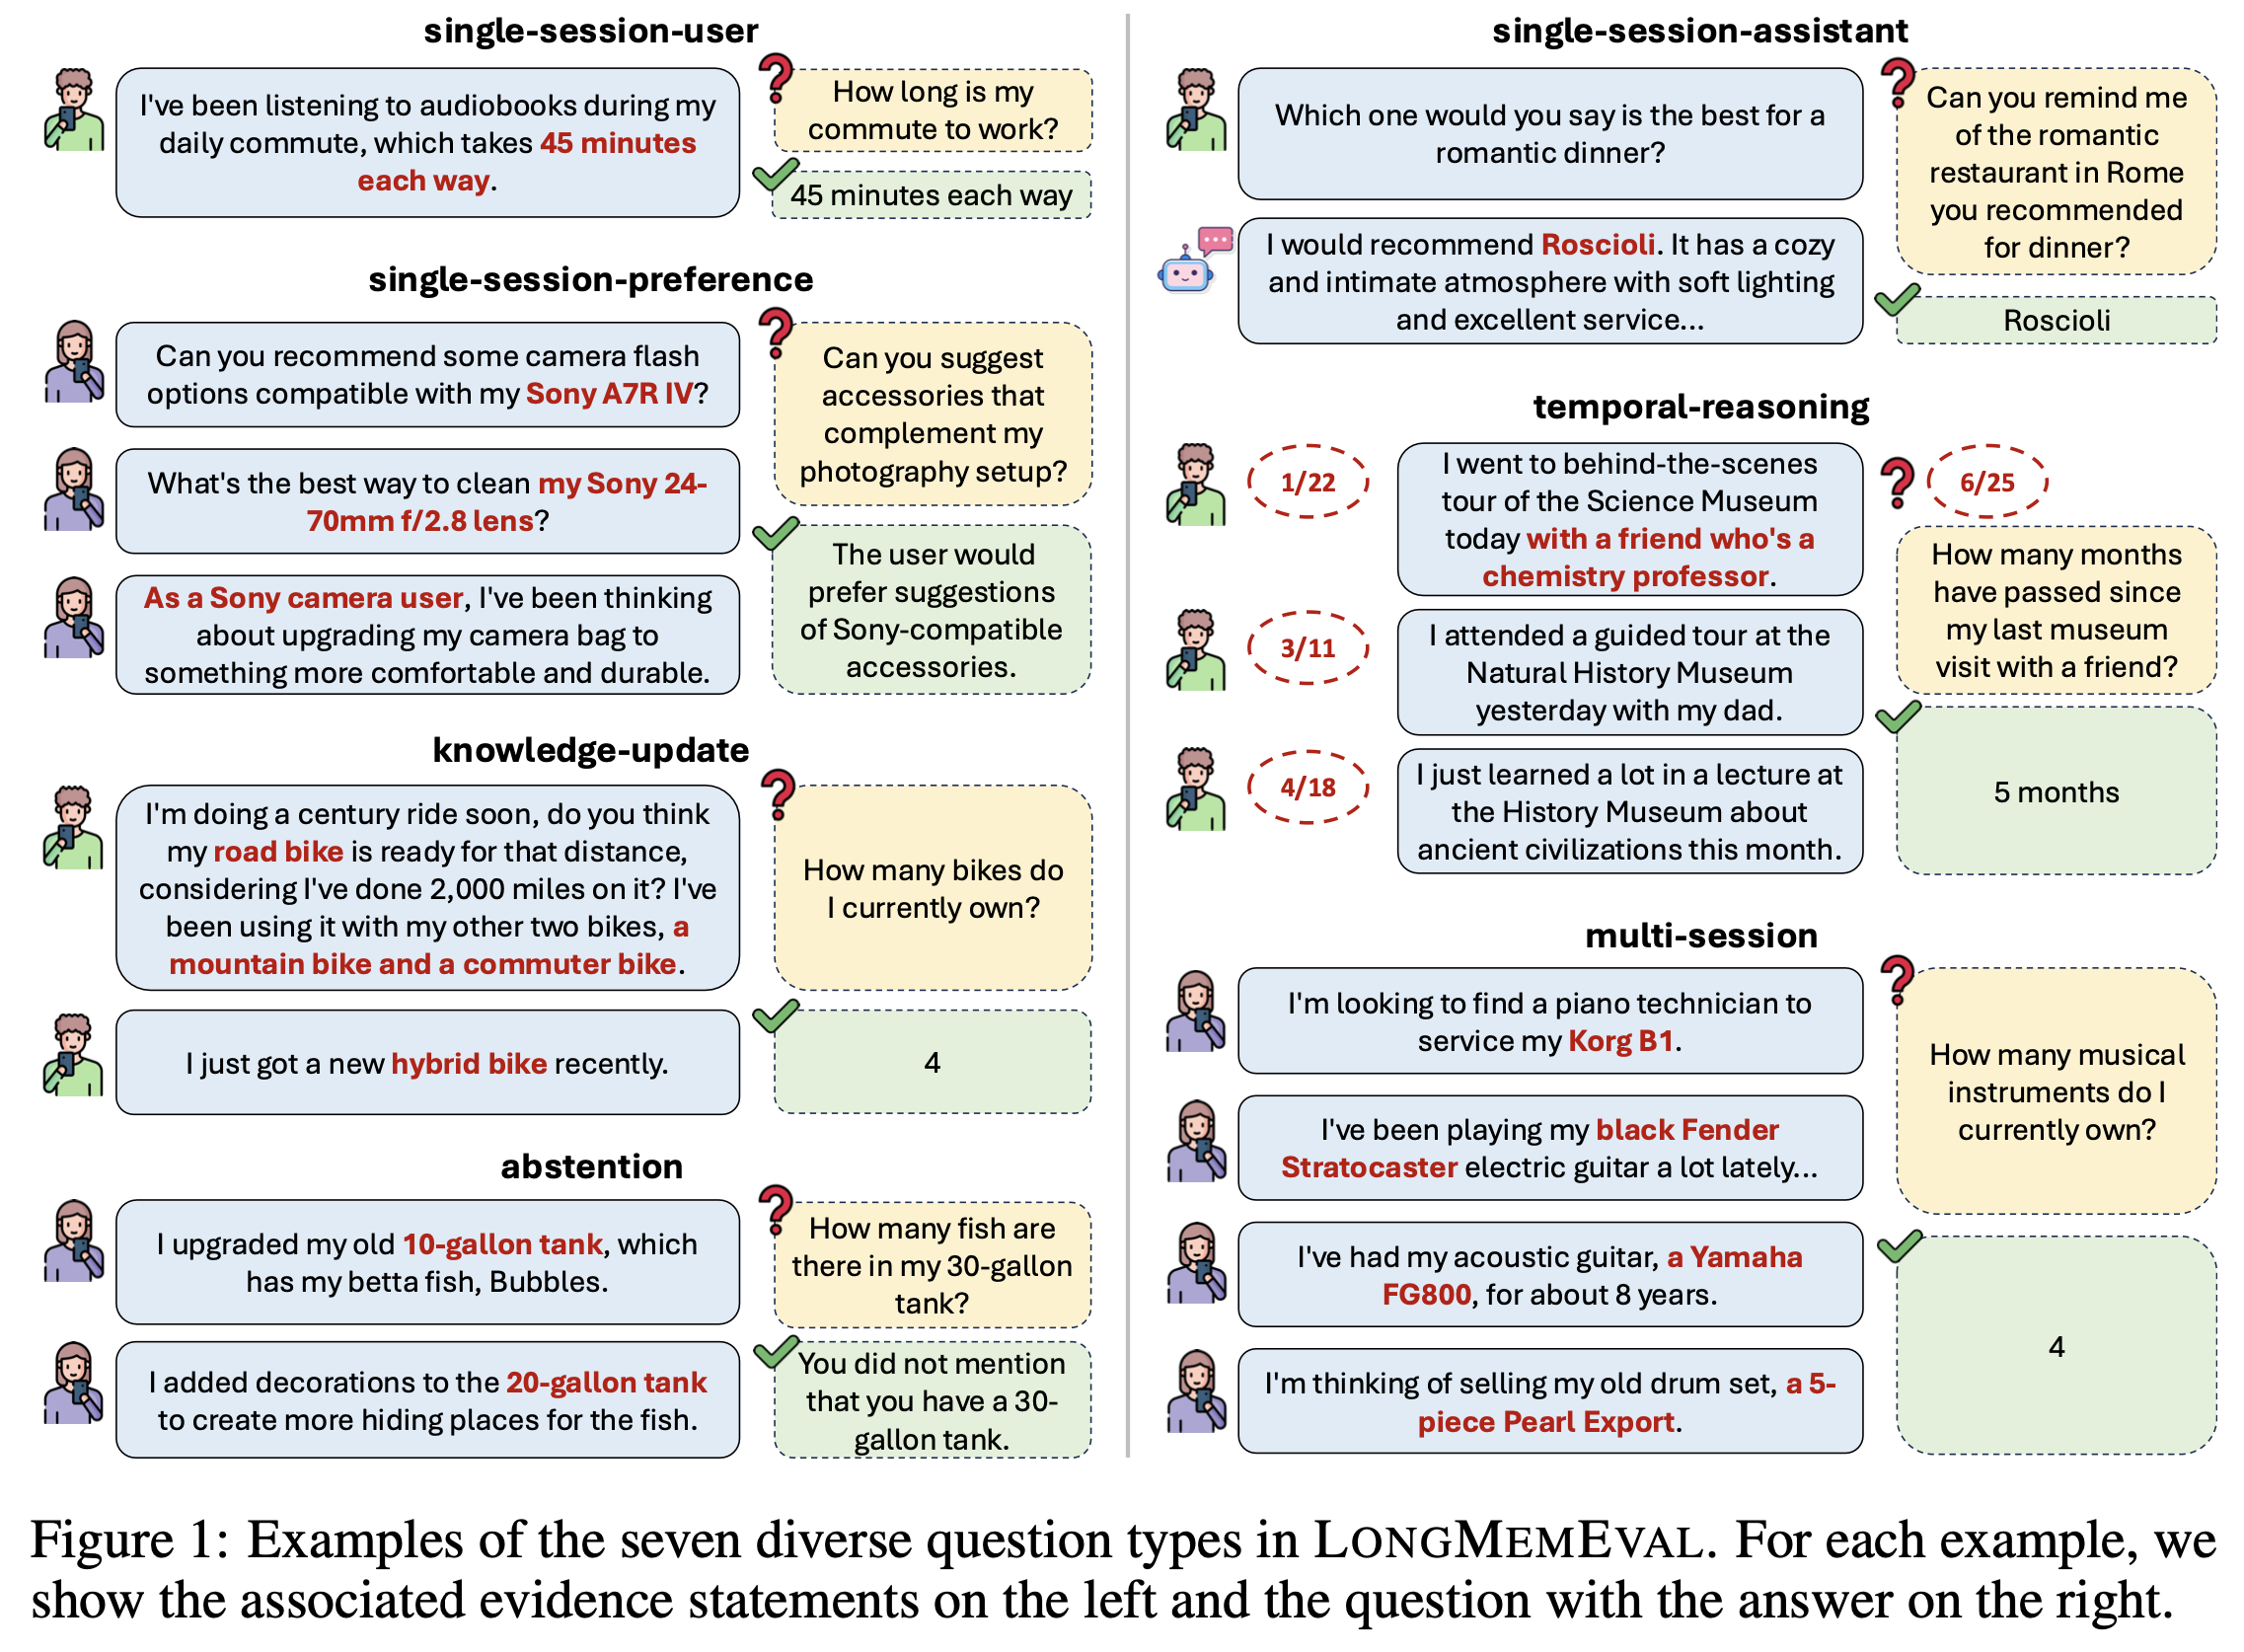 single-session-user
I've been listening to audiobooks during my
daily commute, which takes 45 minutes
each way.
How long is my
commute to work?
45 minutes each way
single-session-preference
Can you recommend some camera flash
options compatible with my Sony A7R IV?
What's the best way to clean my Sony 24-
70mm f/2.8 lens?
As a Sony camera user, I've been thinking
about upgrading my camera bag to
something more comfortable and durable.
Can you suggest
accessories that
complement my
photography setup?
The user would
prefer suggestions
of Sony-compatible
accessories.
knowledge-update
I'm doing a century ride soon, do you think
my road bike is ready for that distance,
considering I've done 2,000 miles on it? I've
been using it with my other two bikes, a
mountain bike and a commuter bike.
I just got a new hybrid bike recently.
How many bikes do
I currently own?
4
abstention
I upgraded my old 10-gallon tank, which
has my betta fish, Bubbles.
I added decorations to the 20-gallon tank
to create more hiding places for the fish.
How many fish are
there in my 30-gallon
tank?
You did not mention
that you have a 30-
gallon tank.
single-session-assistant
Which one would you say is the best for a
romantic dinner?
I would recommend Roscioli. It has a cozy
and intimate atmosphere with soft lighting
and excellent service...
Can you remind me
of the romantic
restaurant in Rome
you recommended
for dinner?
Roscioli
temporal-reasoning
1/22
I went to behind-the-scenes
tour of the Science Museum
today with a friend who's a
chemistry professor.
3/11
I attended a guided tour at the
Natural History Museum
yesterday with my dad.
4/18
I just learned a lot in a lecture at
the History Museum about
ancient civilizations this month.
6/25
How many months
have passed since
my last museum
visit with a friend?
5 months
multi-session
I'm looking to find a piano technician to
service my Korg B1.
I've been playing my black Fender
Stratocaster electric guitar a lot lately...
I've had my acoustic guitar, a Yamaha
FG800, for about 8 years.
I'm thinking of selling my old drum set, a 5-
piece Pearl Export.
How many musical
instruments do I
currently own?
4
Figure 1: Examples of the seven diverse question types in LONGMEMEVAL. For each example, we
show the associated evidence statements on the left and the question with the answer on the right.